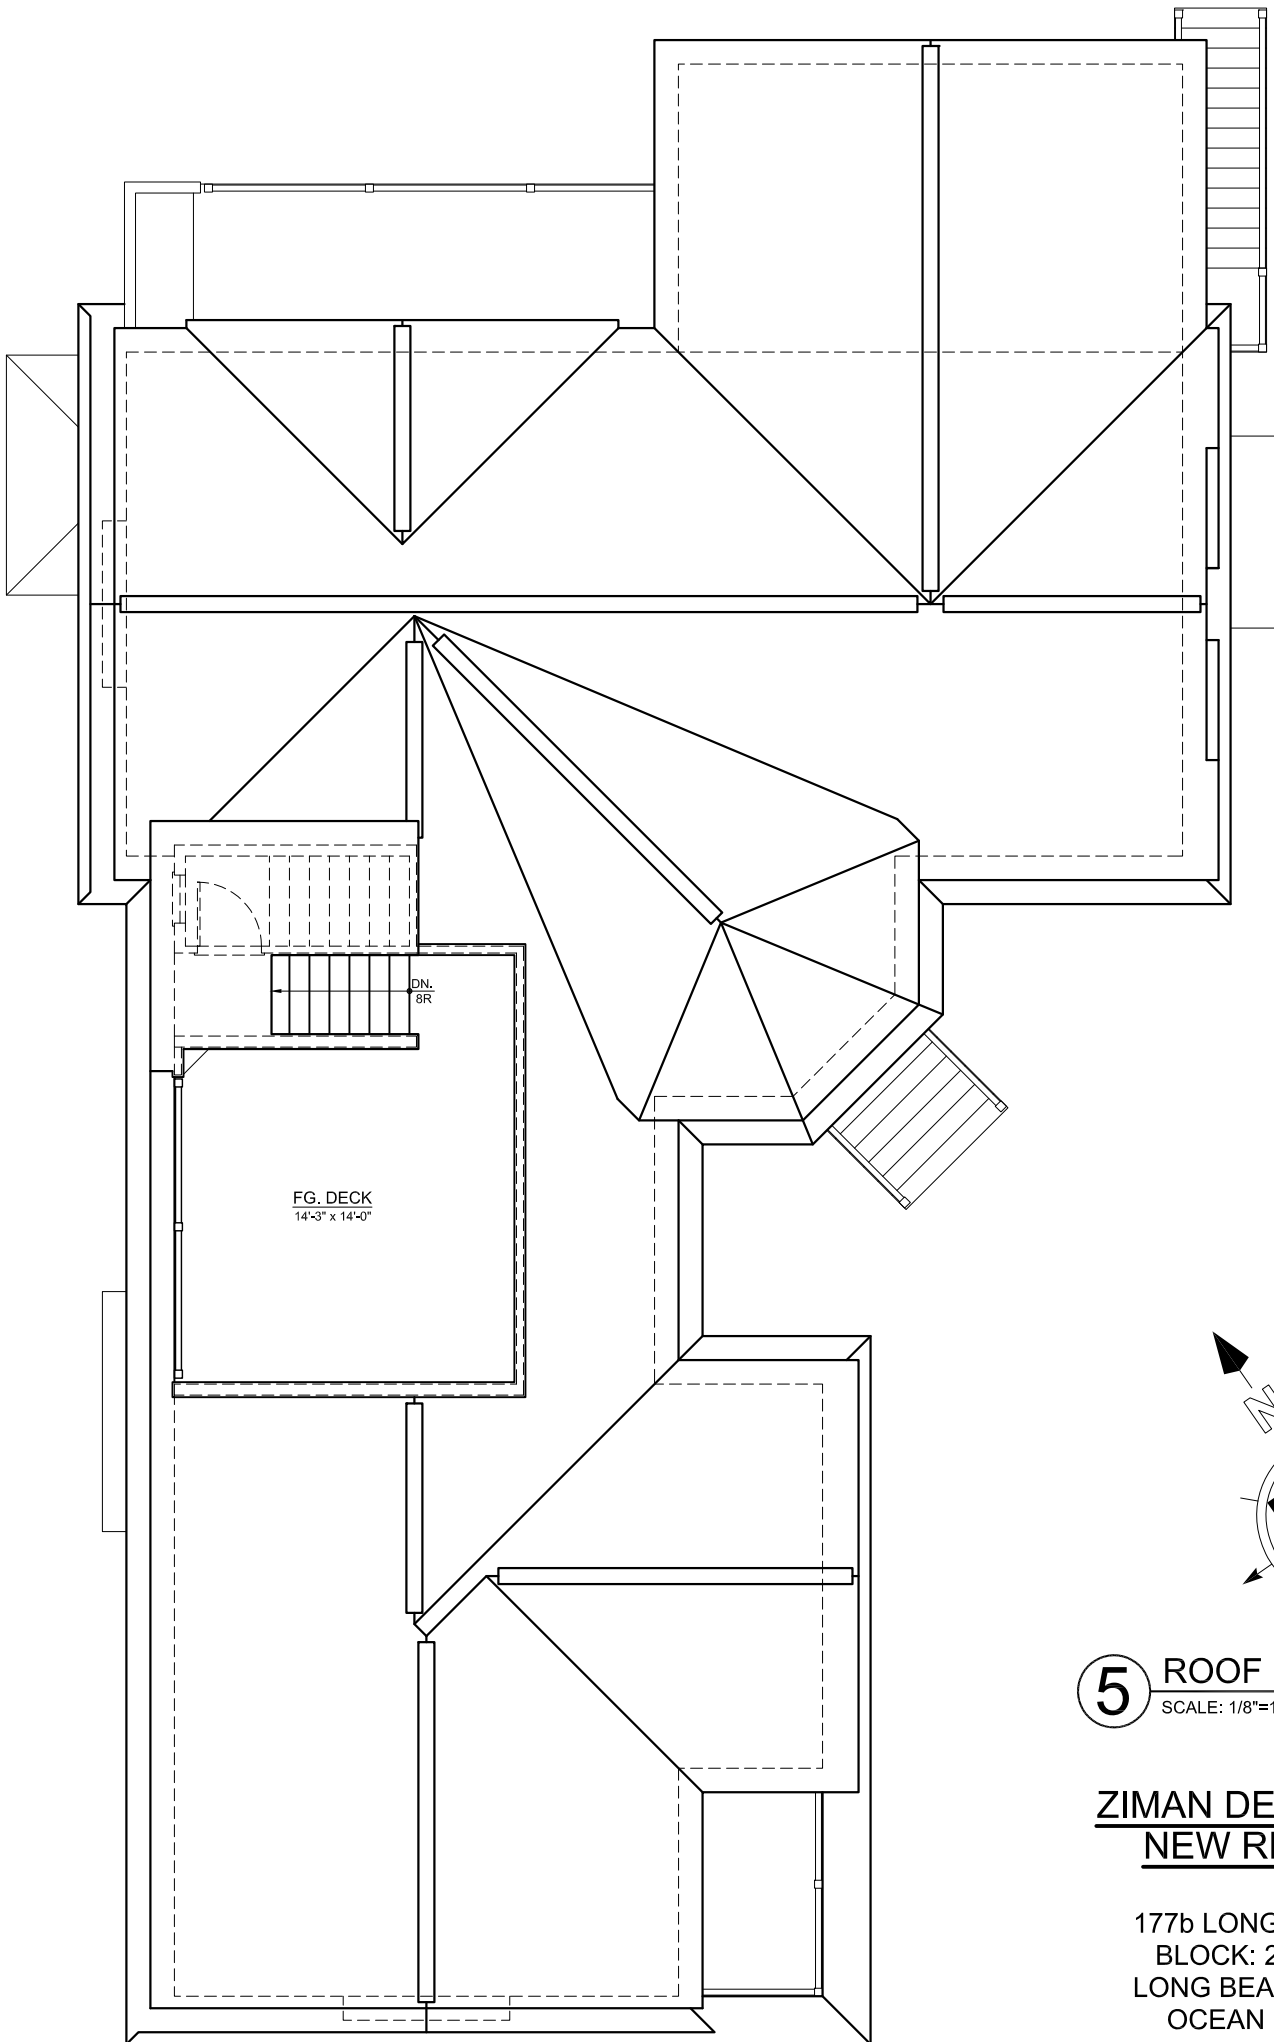 DN.
8R
FG. DECK
14'-3" x 14'-0"
N
5
ROOF
SCALE: 1/8"=1
ZIMAN DE
NEW RE
177b LONG
BLOCK: 2
LONG BEA
OCEAN